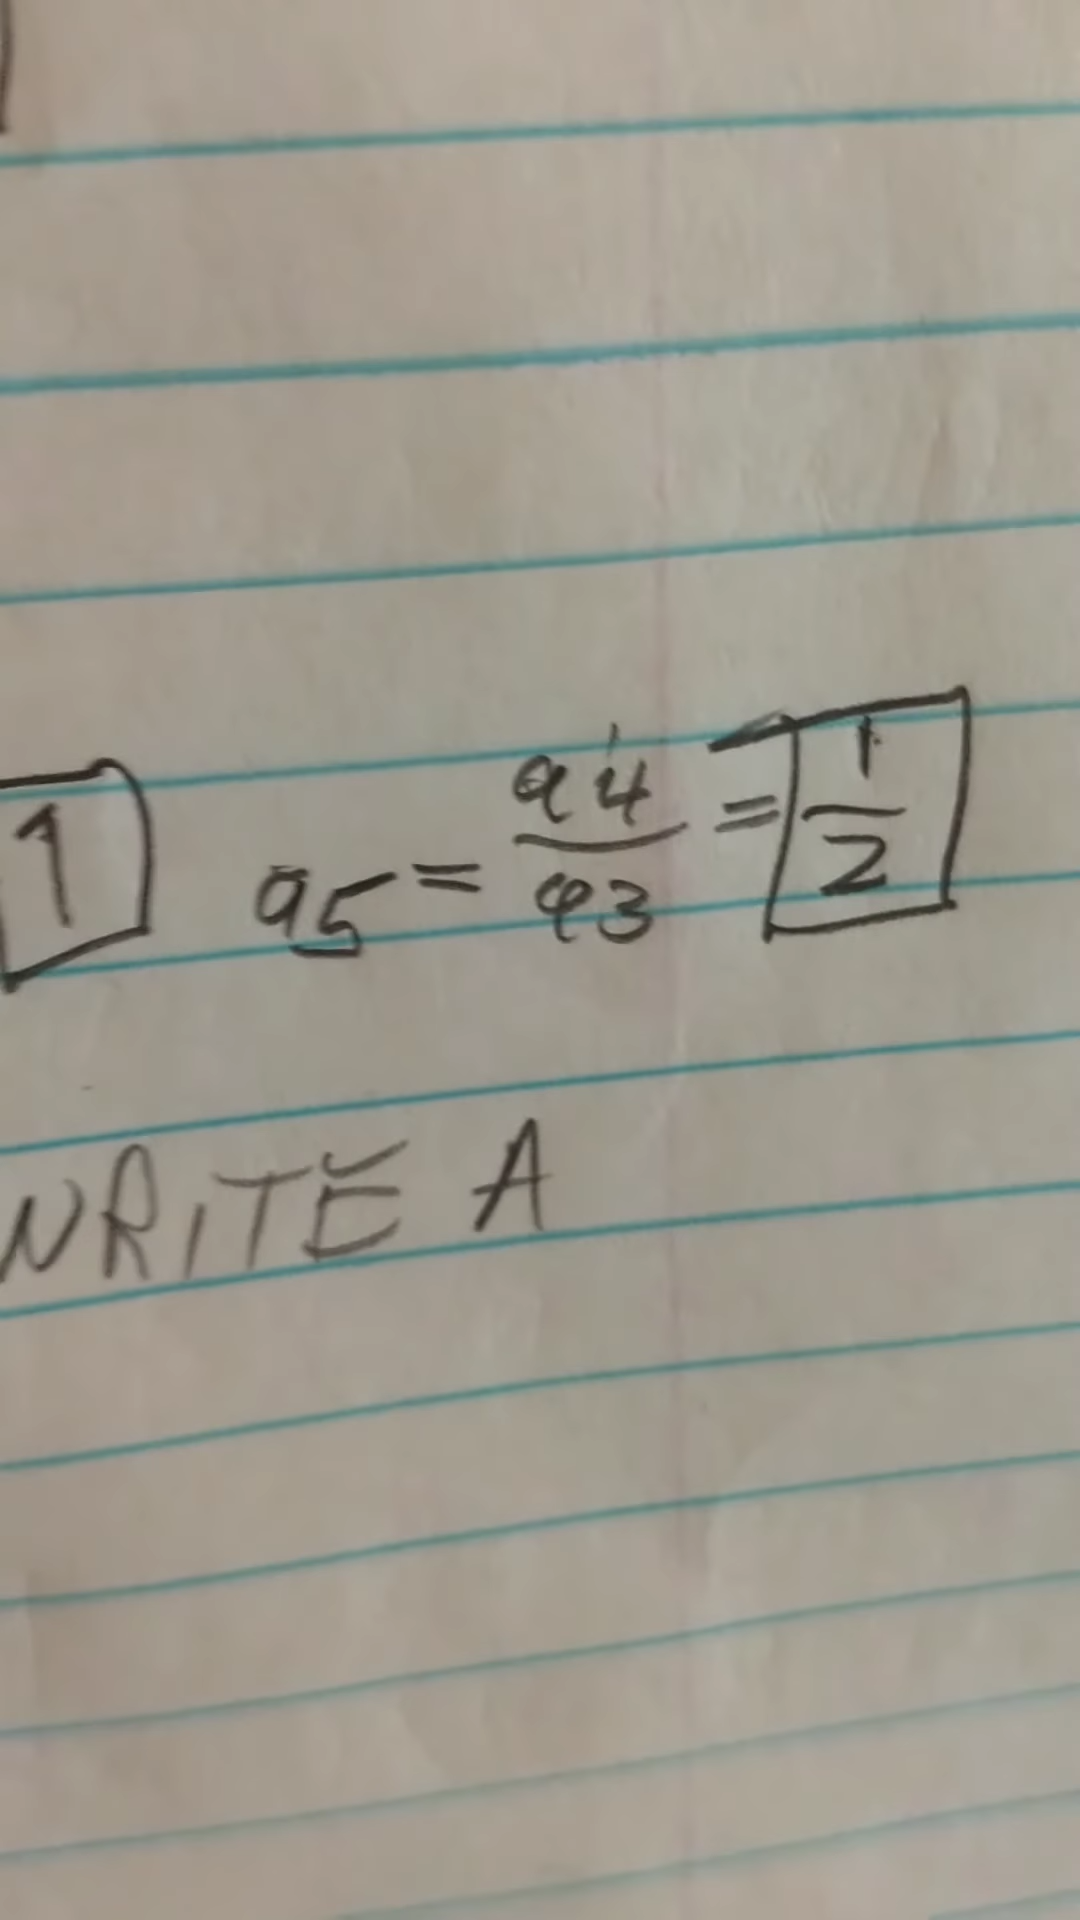 1 a5 = a4/a3 = 1/2
WRITE A